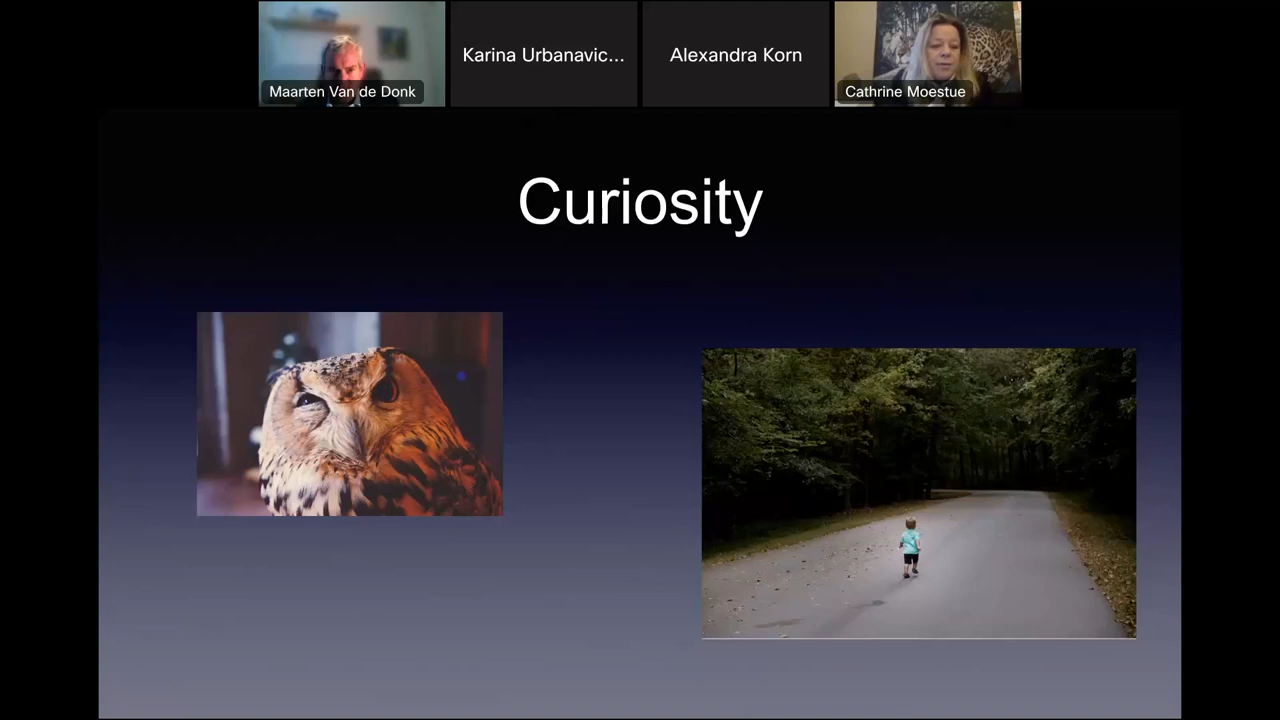 Maarten Van de Donk
Karina Urbanavic...
Alexandra Korn
Cathrine Moestue
Curiosity